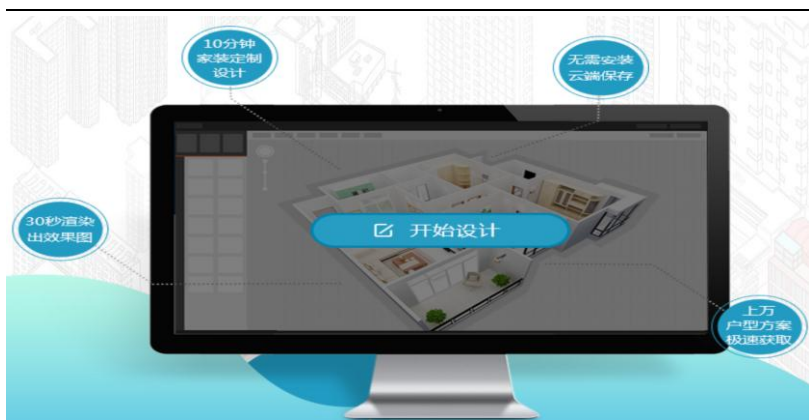 10分钟
家装定制
设计
无需安装
云端保存
30秒渲染
出效果图
开始设计
上万
户型方案
极速获取